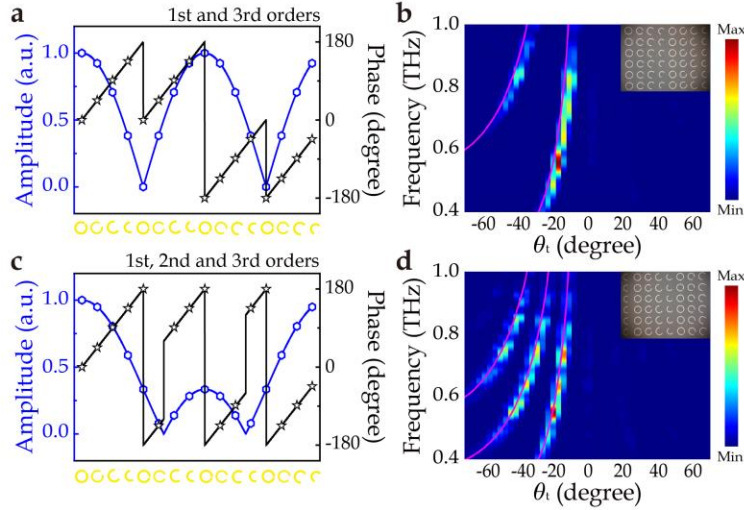 a
1st and 3rd orders
Amplitude (a.u.)
1.0
0.5
0.0
Phase (degree)
180
0
-180
b
Frequency (THz)
1.0
0.8
0.6
0.4
-60 -40 -20 0 20 40 60
θt (degree)
Max
Min
c
1st, 2nd and 3rd orders
Amplitude (a.u.)
1.0
0.5
0.0
Phase (degree)
180
0
-180
d
Frequency (THz)
1.0
0.8
0.6
0.4
-60 -40 -20 0 20 40 60
θt (degree)
Max
Min